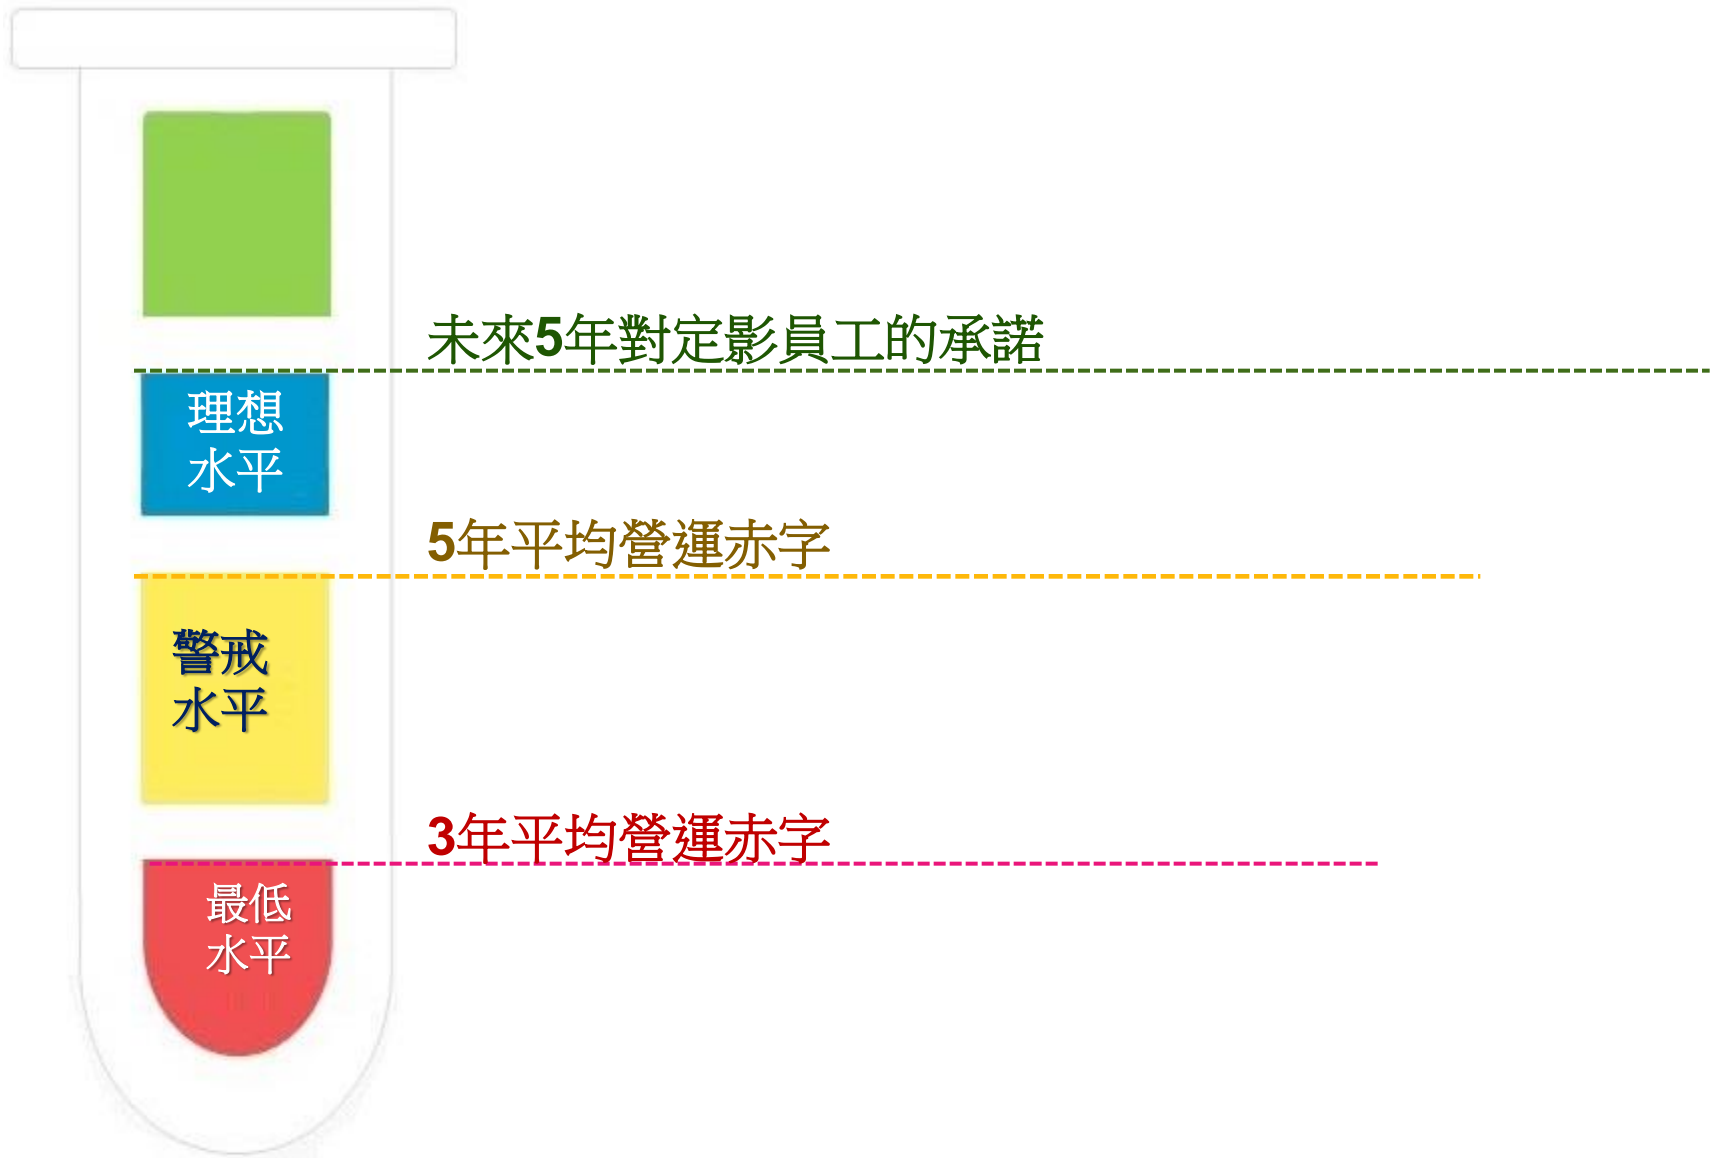 未來5年對定影員工的承諾
理想
水平
5年平均營運赤字
警戒
水平
3年平均營運赤字
最低
水平